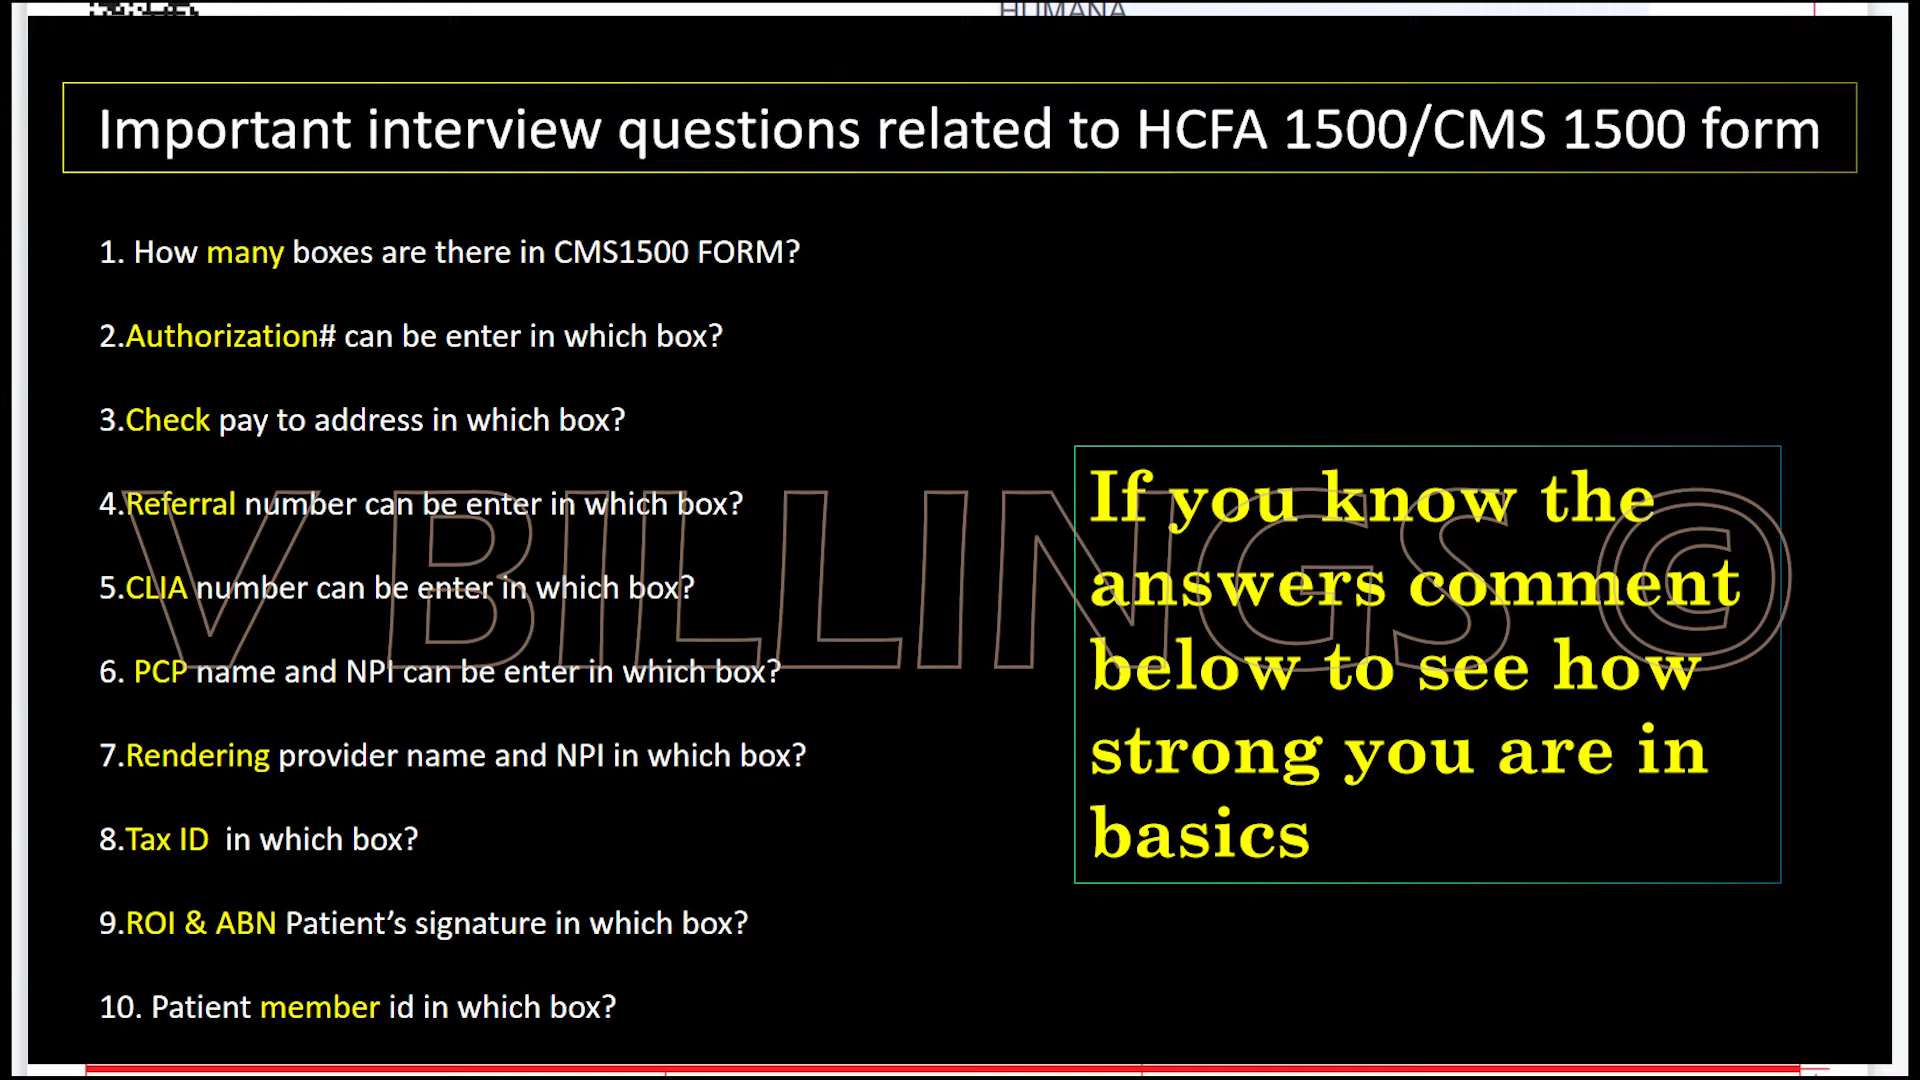 HUMANA
Important interview questions related to HCFA 1500/CMS 1500 form
1. How many boxes are there in CMS1500 FORM?
2.Authorization# can be enter in which box?
3.Check pay to address in which box?
4.Referral number can be enter in which box?
5.CLIA number can be enter in which box?
6. PCP name and NPI can be enter in which box?
7.Rendering provider name and NPI in which box?
8.Tax ID  in which box?
9.ROI & ABN Patient’s signature in which box?
10. Patient member id in which box?
If you know the
answers comment
below to see how
strong you are in
basics
V BILLINGS ©